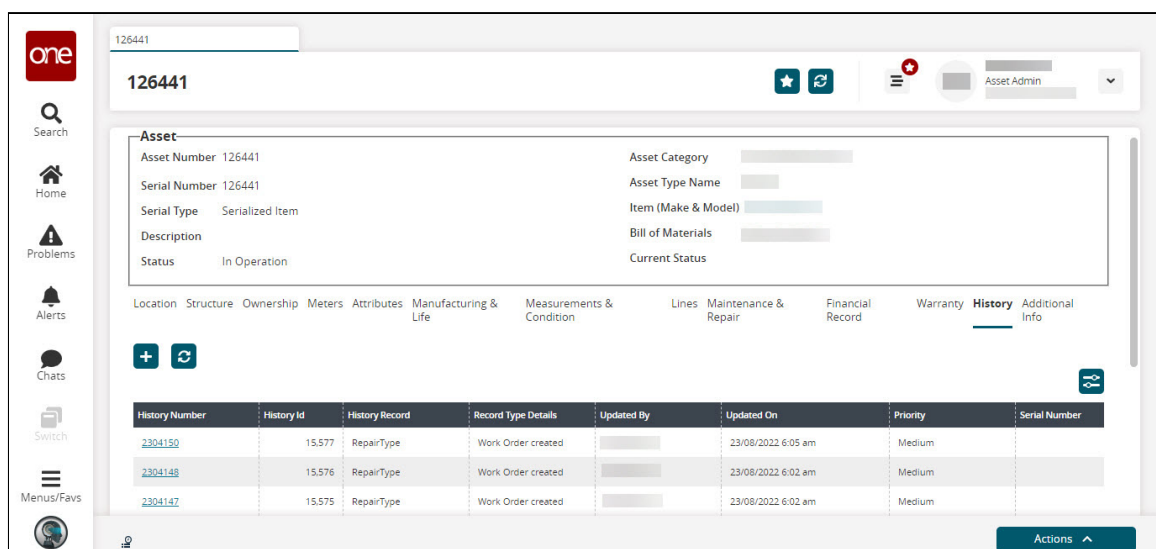 126441
one
126441
Asset Admin
Search
Home
Problems
Alerts
Chats
Switch
Menus/Favs
Asset
Asset Number 126441
Asset Category
Serial Number 126441
Asset Type Name
Serial Type Serialized Item
Item (Make & Model)
Description
Bill of Materials
Status In Operation
Current Status
Location Structure Ownership Meters Attributes Manufacturing & Life Measurements & Condition Lines Maintenance & Repair Financial Record Warranty History Additional Info
History Number History Id History Record Record Type Details Updated By Updated On Priority Serial Number
2304150 15,577 RepairType Work Order created 23/08/2022 6:05 am Medium
2304148 15,576 RepairType Work Order created 23/08/2022 6:02 am Medium
2304147 15,575 RepairType Work Order created 23/08/2022 6:02 am Medium
Actions